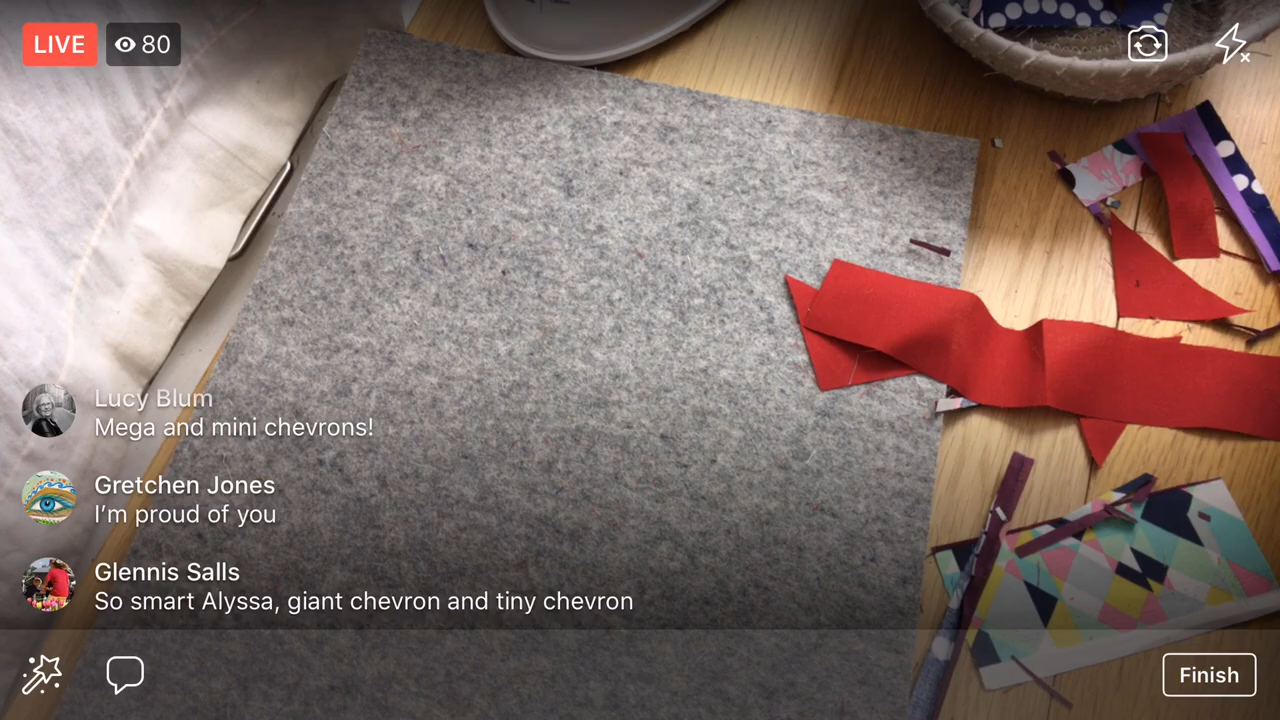 LIVE 80
Lucy Blum
Mega and mini chevrons!
Gretchen Jones
I’m proud of you
Glennis Salls
So smart Alyssa, giant chevron and tiny chevron
Finish